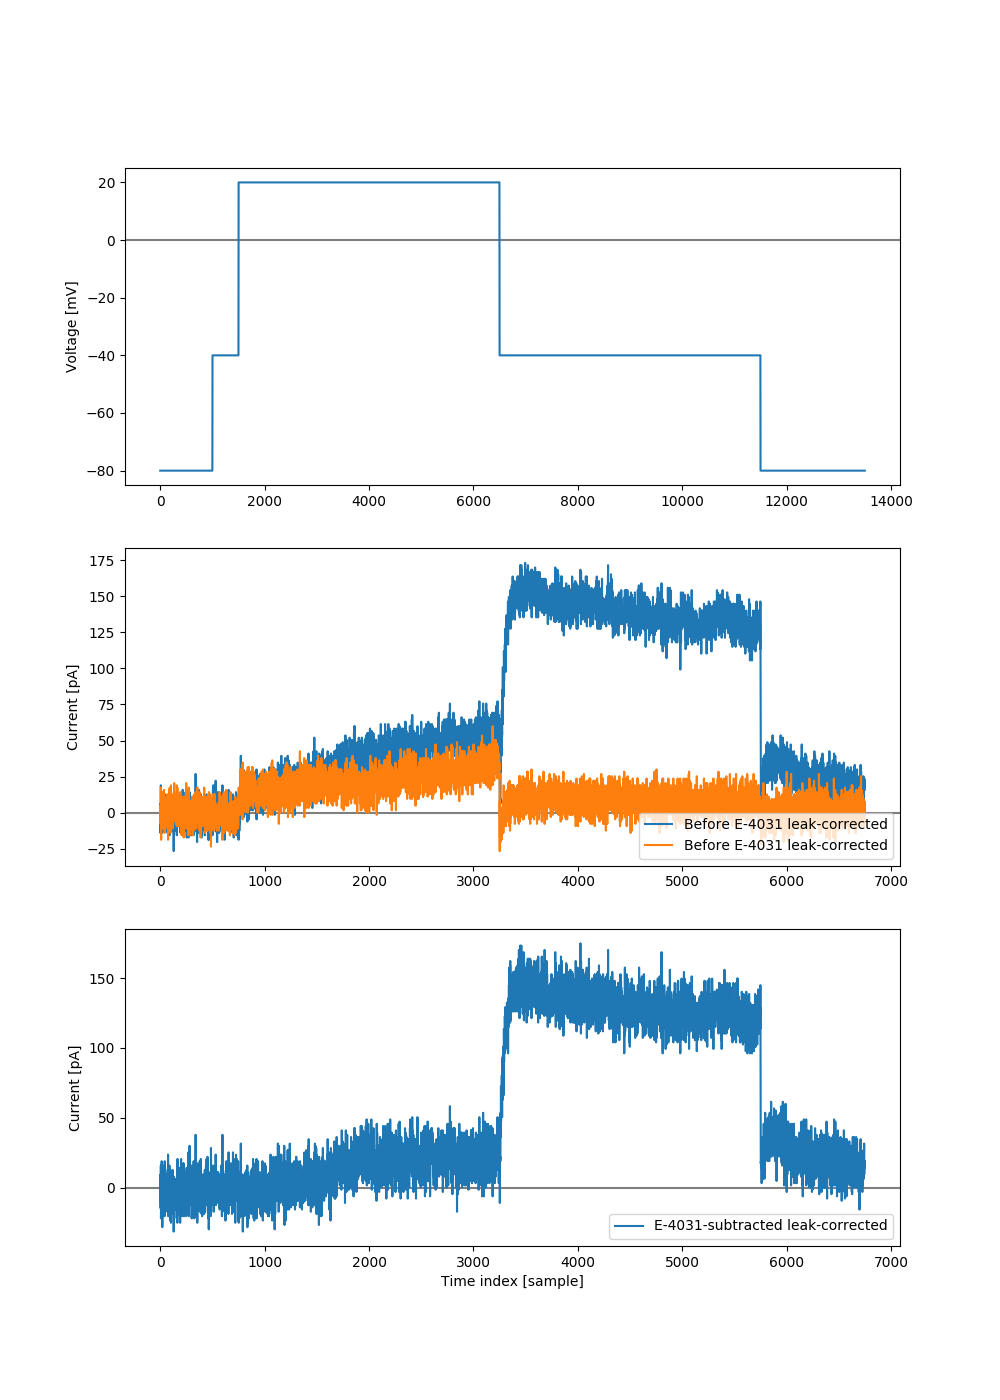 20
0
−20
−40
−60
−80
Voltage [mV]
0 2000 4000 6000 8000 10000 12000 14000
175
150
125
100
75
50
25
0
−25
Current [pA]
Before E-4031 leak-corrected
Before E-4031 leak-corrected
0 1000 2000 3000 4000 5000 6000 7000
150
100
50
0
Current [pA]
E-4031-subtracted leak-corrected
0 1000 2000 3000 4000 5000 6000 7000
Time index [sample]